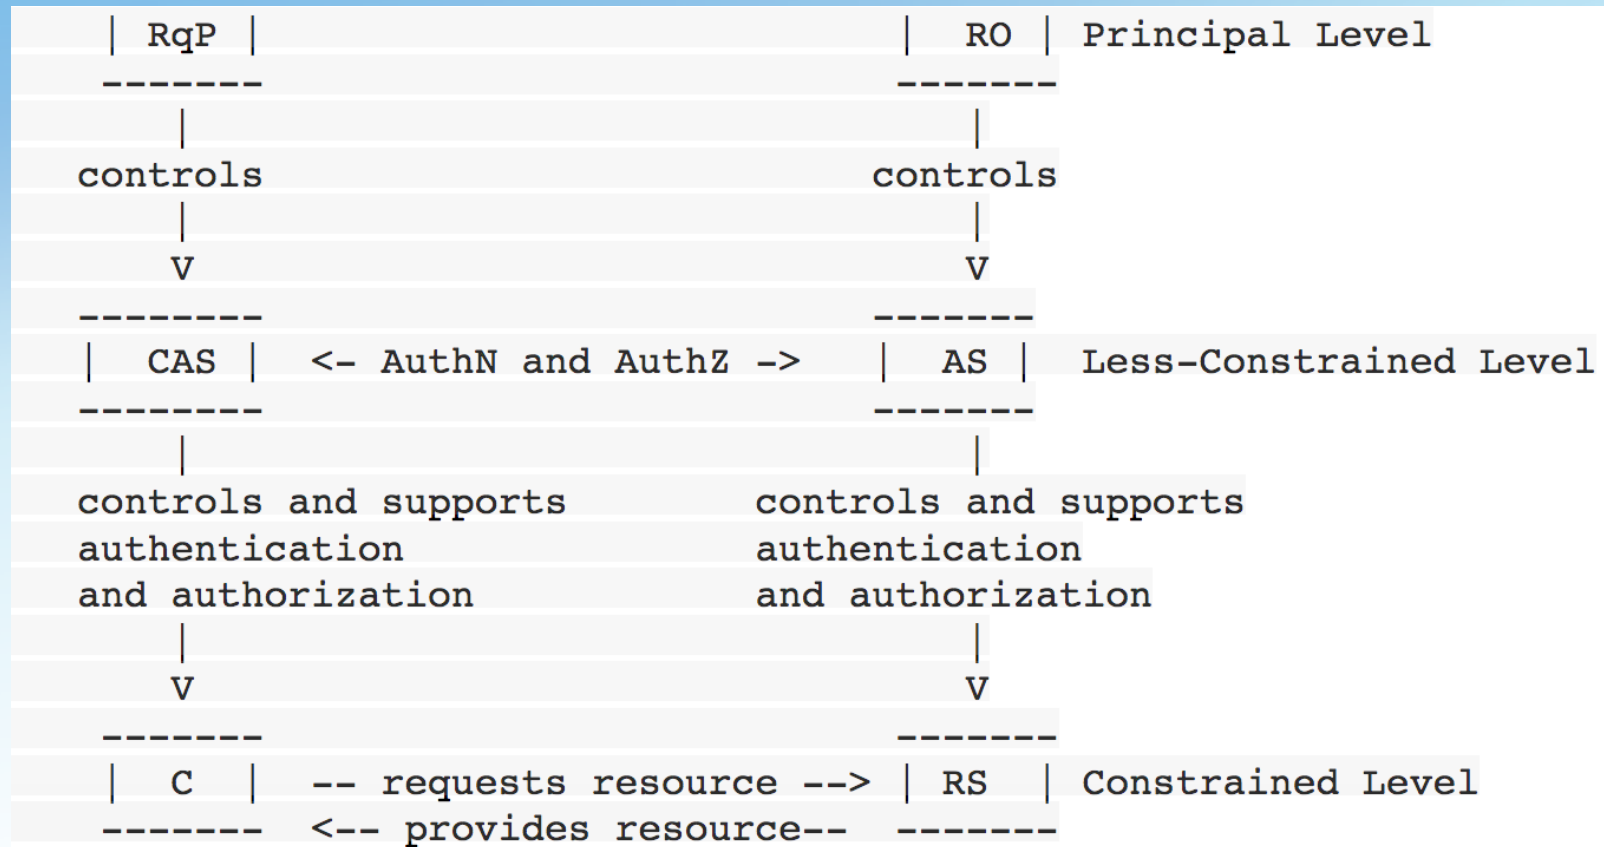 | RqP |                            | RO | Principal Level
-------                           -------
|                                 |
controls                          controls
|                                 |
V                                 V
--------                          -------
| CAS | <- AuthN and AuthZ -> | AS | Less-Constrained Level
--------                          -------
|                                 |
controls and supports        controls and supports
authentication               authentication
and authorization            and authorization
|                                 |
V                                 V
-------                           -------
| C | -- requests resource --> | RS | Constrained Level
------- <-- provides resource-- -------